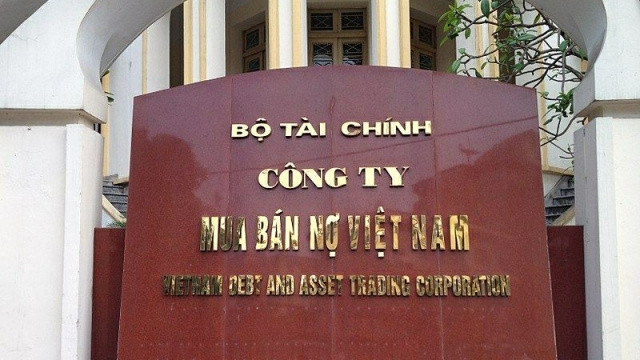 BỘ TÀI CHÍNH
CÔNG TY
MUA BÁN NỢ VIỆT NAM
VIETNAM DEBT AND ASSET TRADING CORPORATION